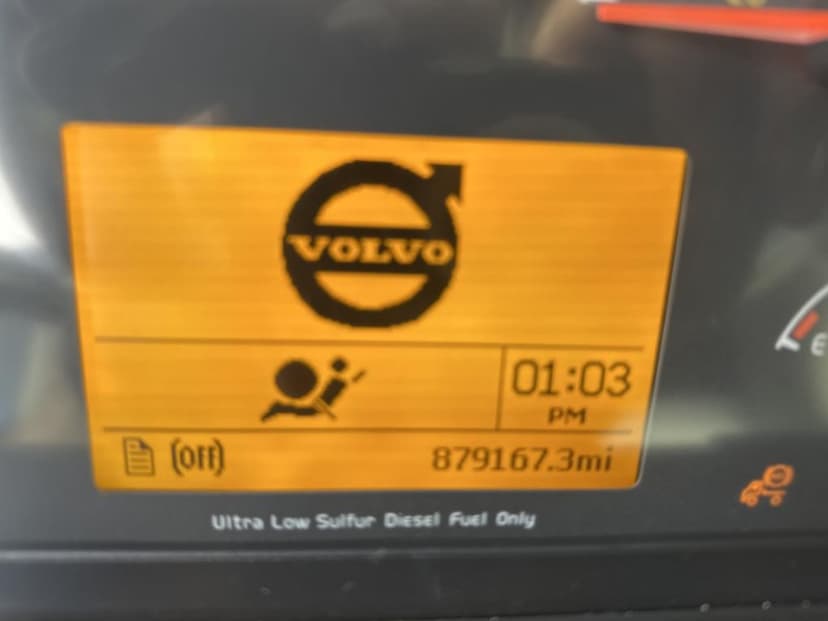 VOLVO
01:03
PM
(OFF)
879167.3mi
E
Ultra Low Sulfur Diesel Fuel Only